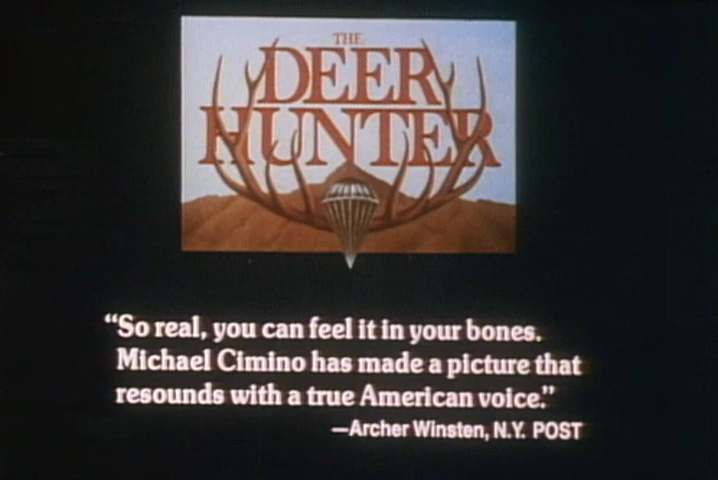 THE
DEER
HUNTER
“So real, you can feel it in your bones.
Michael Cimino has made a picture that
resounds with a true American voice.”
—Archer Winsten, N.Y. POST